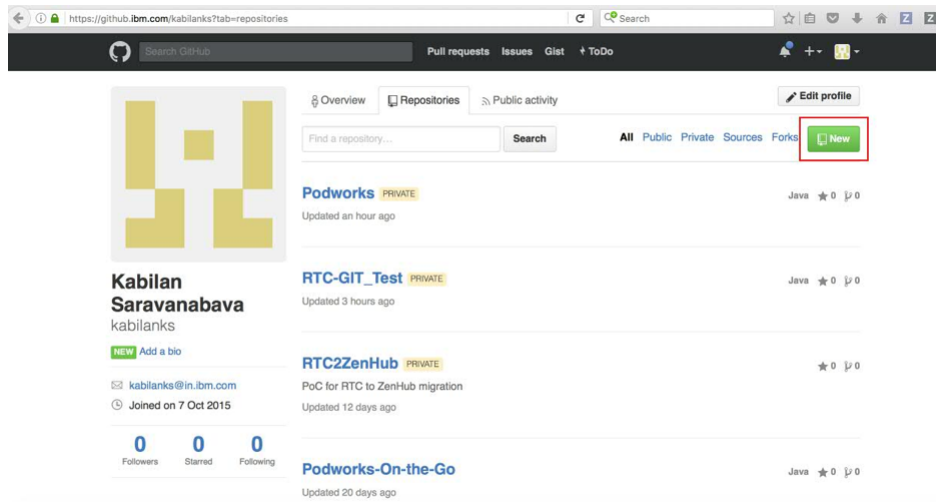 https://github.ibm.com/kabilanks?tab=repositories
Search
Search GitHub
Pull requests Issues Gist ToDo
Overview Repositories Public activity
Edit profile
Find a repository...
Search
All Public Private Sources Forks
New
Podworks PRIVATE
Java 0 0
Updated an hour ago
RTC-GIT_Test PRIVATE
Java 0 0
Updated 3 hours ago
RTC2ZenHub PRIVATE
0 0
PoC for RTC to ZenHub migration
Updated 12 days ago
Podworks-On-the-Go
Java 0 0
Updated 20 days ago
Kabilan
Saravanabava
kabilanks
NEW Add a bio
kabilanks@in.ibm.com
Joined on 7 Oct 2015
0 0 0
Followers Starred Following